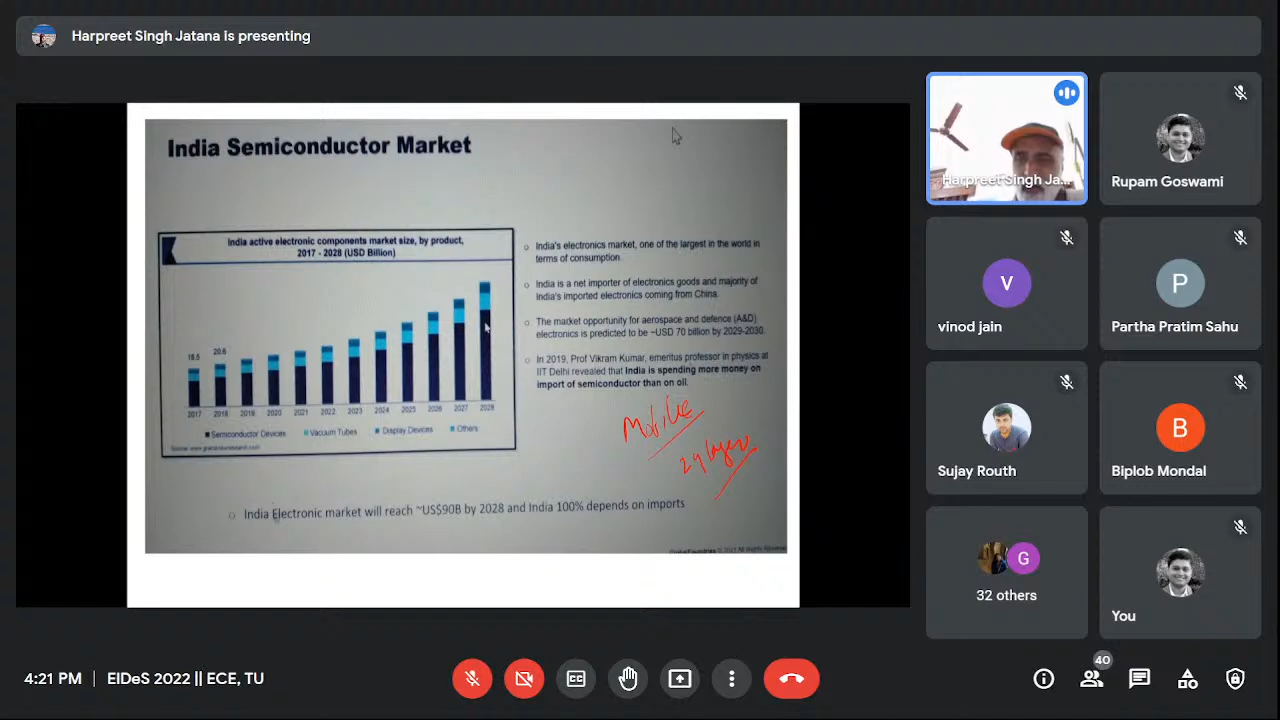 Harpreet Singh Jatana is presenting
India Semiconductor Market
India active electronic components market size, by product,
2017 - 2028 (USD Billion)
18.5 20.6
2017 2018 2019 2020 2021 2022 2023 2024 2025 2026 2027 2028
Semiconductor Devices Vacuum Tubes Display Devices Others
India's electronics market, one of the largest in the world in
terms of consumption.
India is a net importer of electronics goods and majority of
India's imported electronics coming from China.
The market opportunity for aerospace and defence (A&D)
electronics is predicted to be ~USD 70 billion by 2029-2030.
In 2019, Prof Vikram Kumar, emeritus professor in physics at
IIT Delhi revealed that India is spending more money on
import of semiconductor than on oil.
24 layers
India Electronic market will reach ~US$90B by 2028 and India 100% depends on imports
Harpreet Singh Ja...
Rupam Goswami
V
vinod jain
P
Partha Pratim Sahu
Sujay Routh
B
Biplob Mondal
G
32 others
You
4:21 PM | EIDeS 2022 || ECE, TU
CC
40